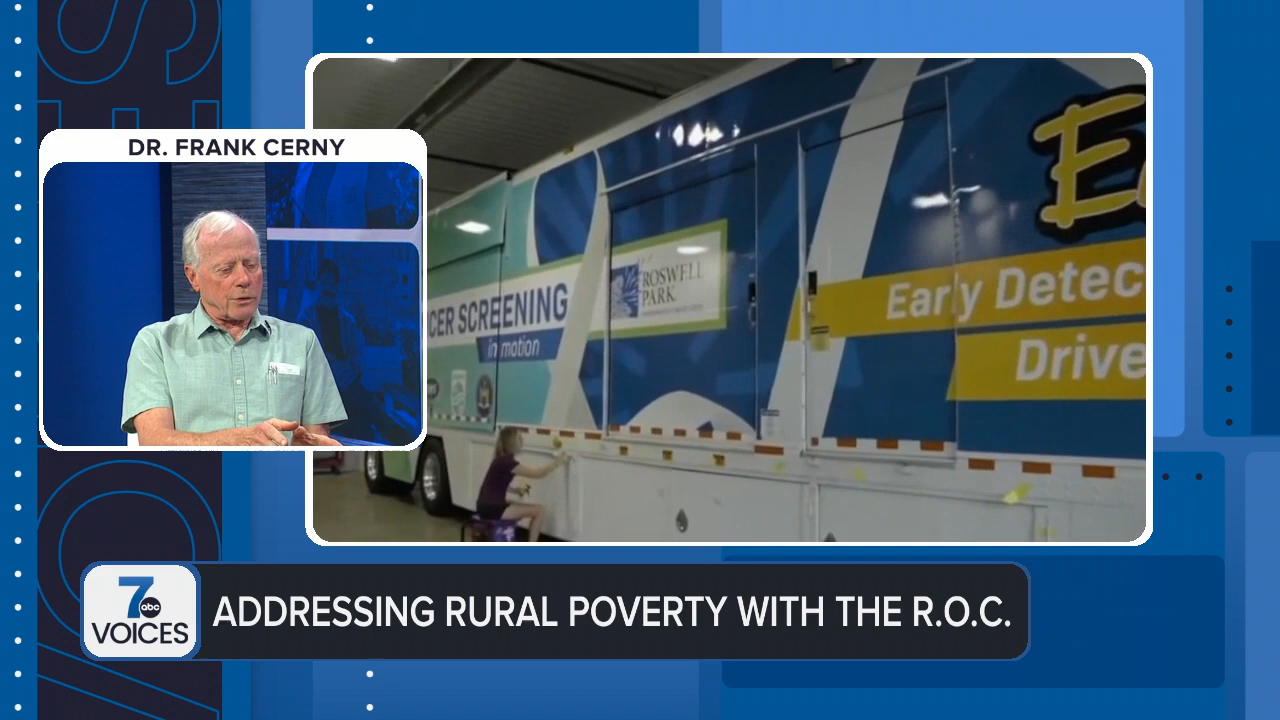 DR. FRANK CERNY
CER SCREENING
in motion
ROSWELL
PARK
E
Early Detec
Drive
7
abc
VOICES
ADDRESSING RURAL POVERTY WITH THE R.O.C.